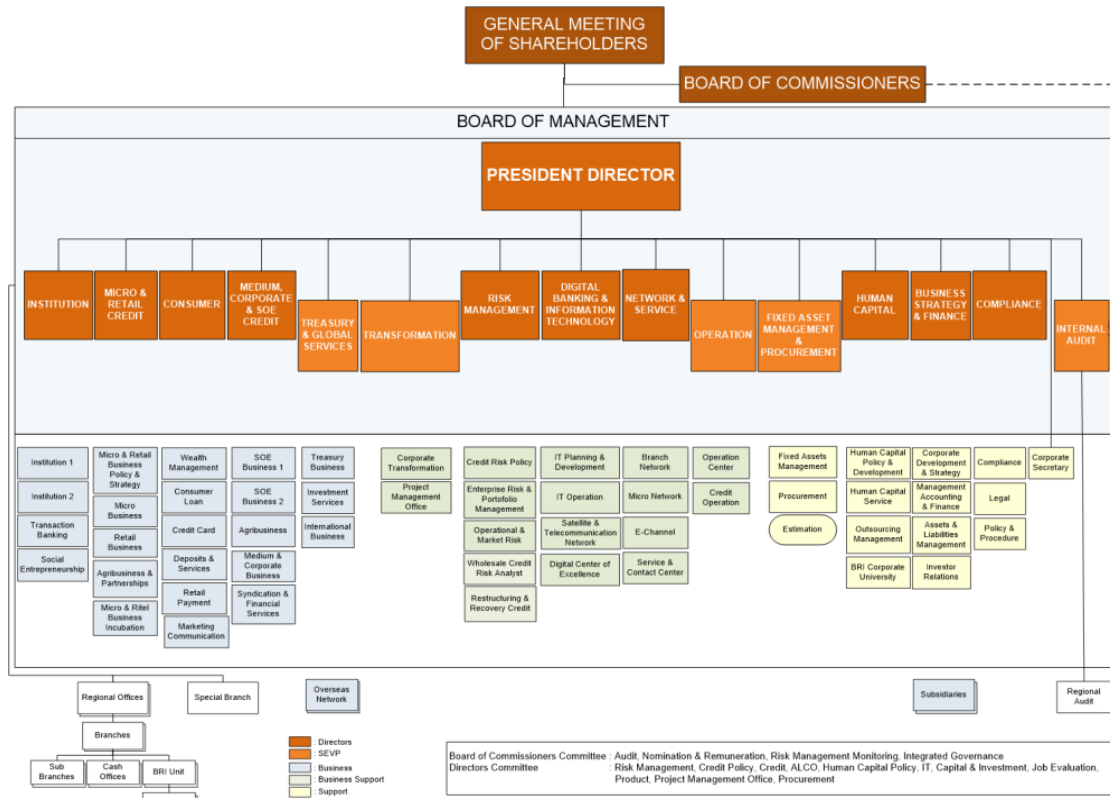 GENERAL MEETING
OF SHAREHOLDERS
BOARD OF COMMISSIONERS
BOARD OF MANAGEMENT
PRESIDENT DIRECTOR
INSTITUTION
MICRO &
RETAIL
CREDIT
CONSUMER
MEDIUM,
CORPORATE
& SOE
CREDIT
TREASURY
& GLOBAL
SERVICES
TRANSFORMATION
RISK
MANAGEMENT
DIGITAL
BANKING &
INFORMATION
TECHNOLOGY
NETWORK &
SERVICE
OPERATION
FIXED ASSET
MANAGEMENT
&
PROCUREMENT
HUMAN
CAPITAL
BUSINESS
STRATEGY
& FINANCE
COMPLIANCE
INTERNAL
AUDIT
Institution 1
Institution 2
Transaction
Banking
Social
Entrepreneurship
Micro & Retail
Business
Policy &
Strategy
Micro
Business
Retail
Business
Agribusiness &
Partnerships
Micro & Ritel
Business
Incubation
Wealth
Management
Consumer
Loan
Credit Card
Deposits &
Services
Retail
Payment
Marketing
Communication
SOE
Business 1
SOE
Business 2
Agribusiness
Medium &
Corporate
Business
Syndication &
Financial
Services
Treasury
Business
Investment
Services
International
Business
Corporate
Transformation
Project
Management
Office
Credit Risk Policy
Enterprise Risk &
Portofolio
Management
Operational &
Market Risk
Wholesale Credit
Risk Analyst
Restructuring &
Recovery Credit
IT Planning &
Development
IT Operation
Satellite &
Telecommunication
Network
Digital Center of
Excellence
Branch
Network
Micro Network
E-Channel
Service &
Contact Center
Operation
Center
Credit
Operation
Fixed Assets
Management
Procurement
Estimation
Human Capital
Policy &
Development
Human Capital
Service
Outsourcing
Management
BRI Corporate
University
Corporate
Development
& Strategy
Management
Accounting
& Finance
Assets &
Liabilities
Management
Investor
Relations
Compliance
Legal
Policy &
Procedure
Corporate
Secretary
Regional Offices
Special Branch
Overseas
Network
Subsidiaries
Regional
Audit
Branches
Sub
Branches
Cash
Offices
BRI Unit
: Directors
: SEVP
: Business
: Business Support
: Support
Board of Commissioners Committee : Audit, Nomination & Remuneration, Risk Management Monitoring, Integrated Governance
Directors Committee : Risk Management, Credit Policy, Credit, ALCO, Human Capital Policy, IT, Capital & Investment, Job Evaluation,
Product, Project Management Office, Procurement